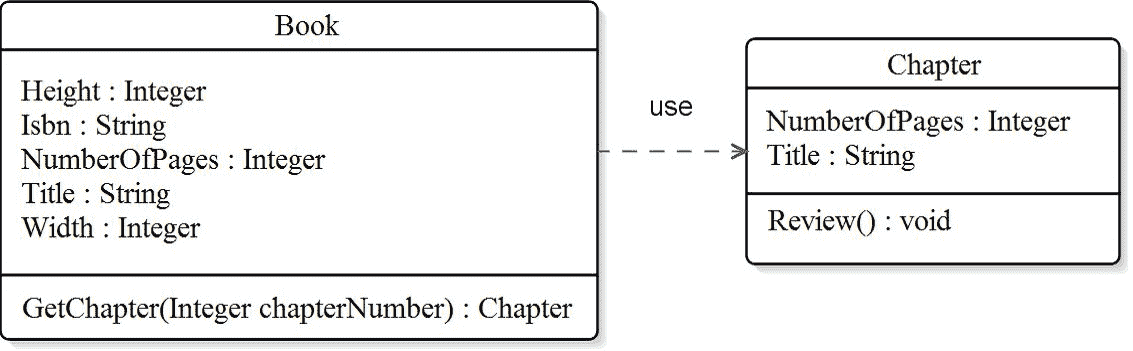 Book
Height : Integer
Isbn : String
NumberOfPages : Integer
Title : String
Width : Integer
GetChapter(Integer chapterNumber) : Chapter
use
Chapter
NumberOfPages : Integer
Title : String
Review() : void